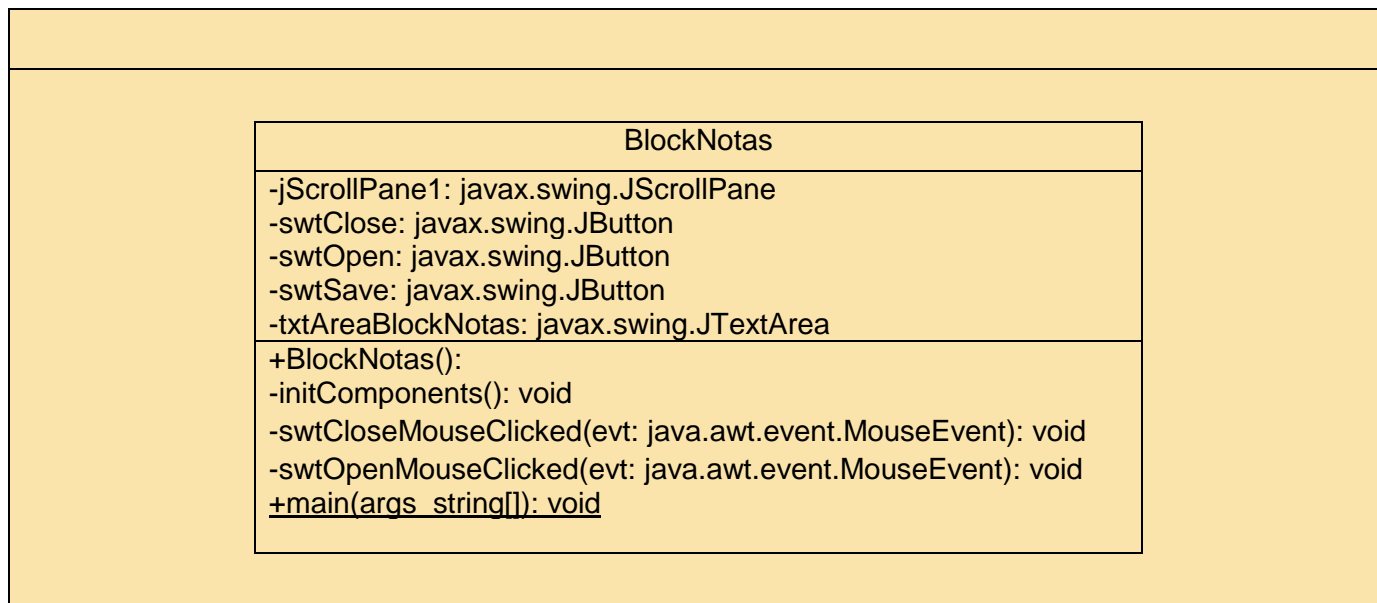 BlockNotas
-jScrollPane1: javax.swing.JScrollPane
-swtClose: javax.swing.JButton
-swtOpen: javax.swing.JButton
-swtSave: javax.swing.JButton
-txtAreaBlockNotas: javax.swing.JTextArea
+BlockNotas():
-initComponents(): void
-swtCloseMouseClicked(evt: java.awt.event.MouseEvent): void
-swtOpenMouseClicked(evt: java.awt.event.MouseEvent): void
+main(args_string[]): void